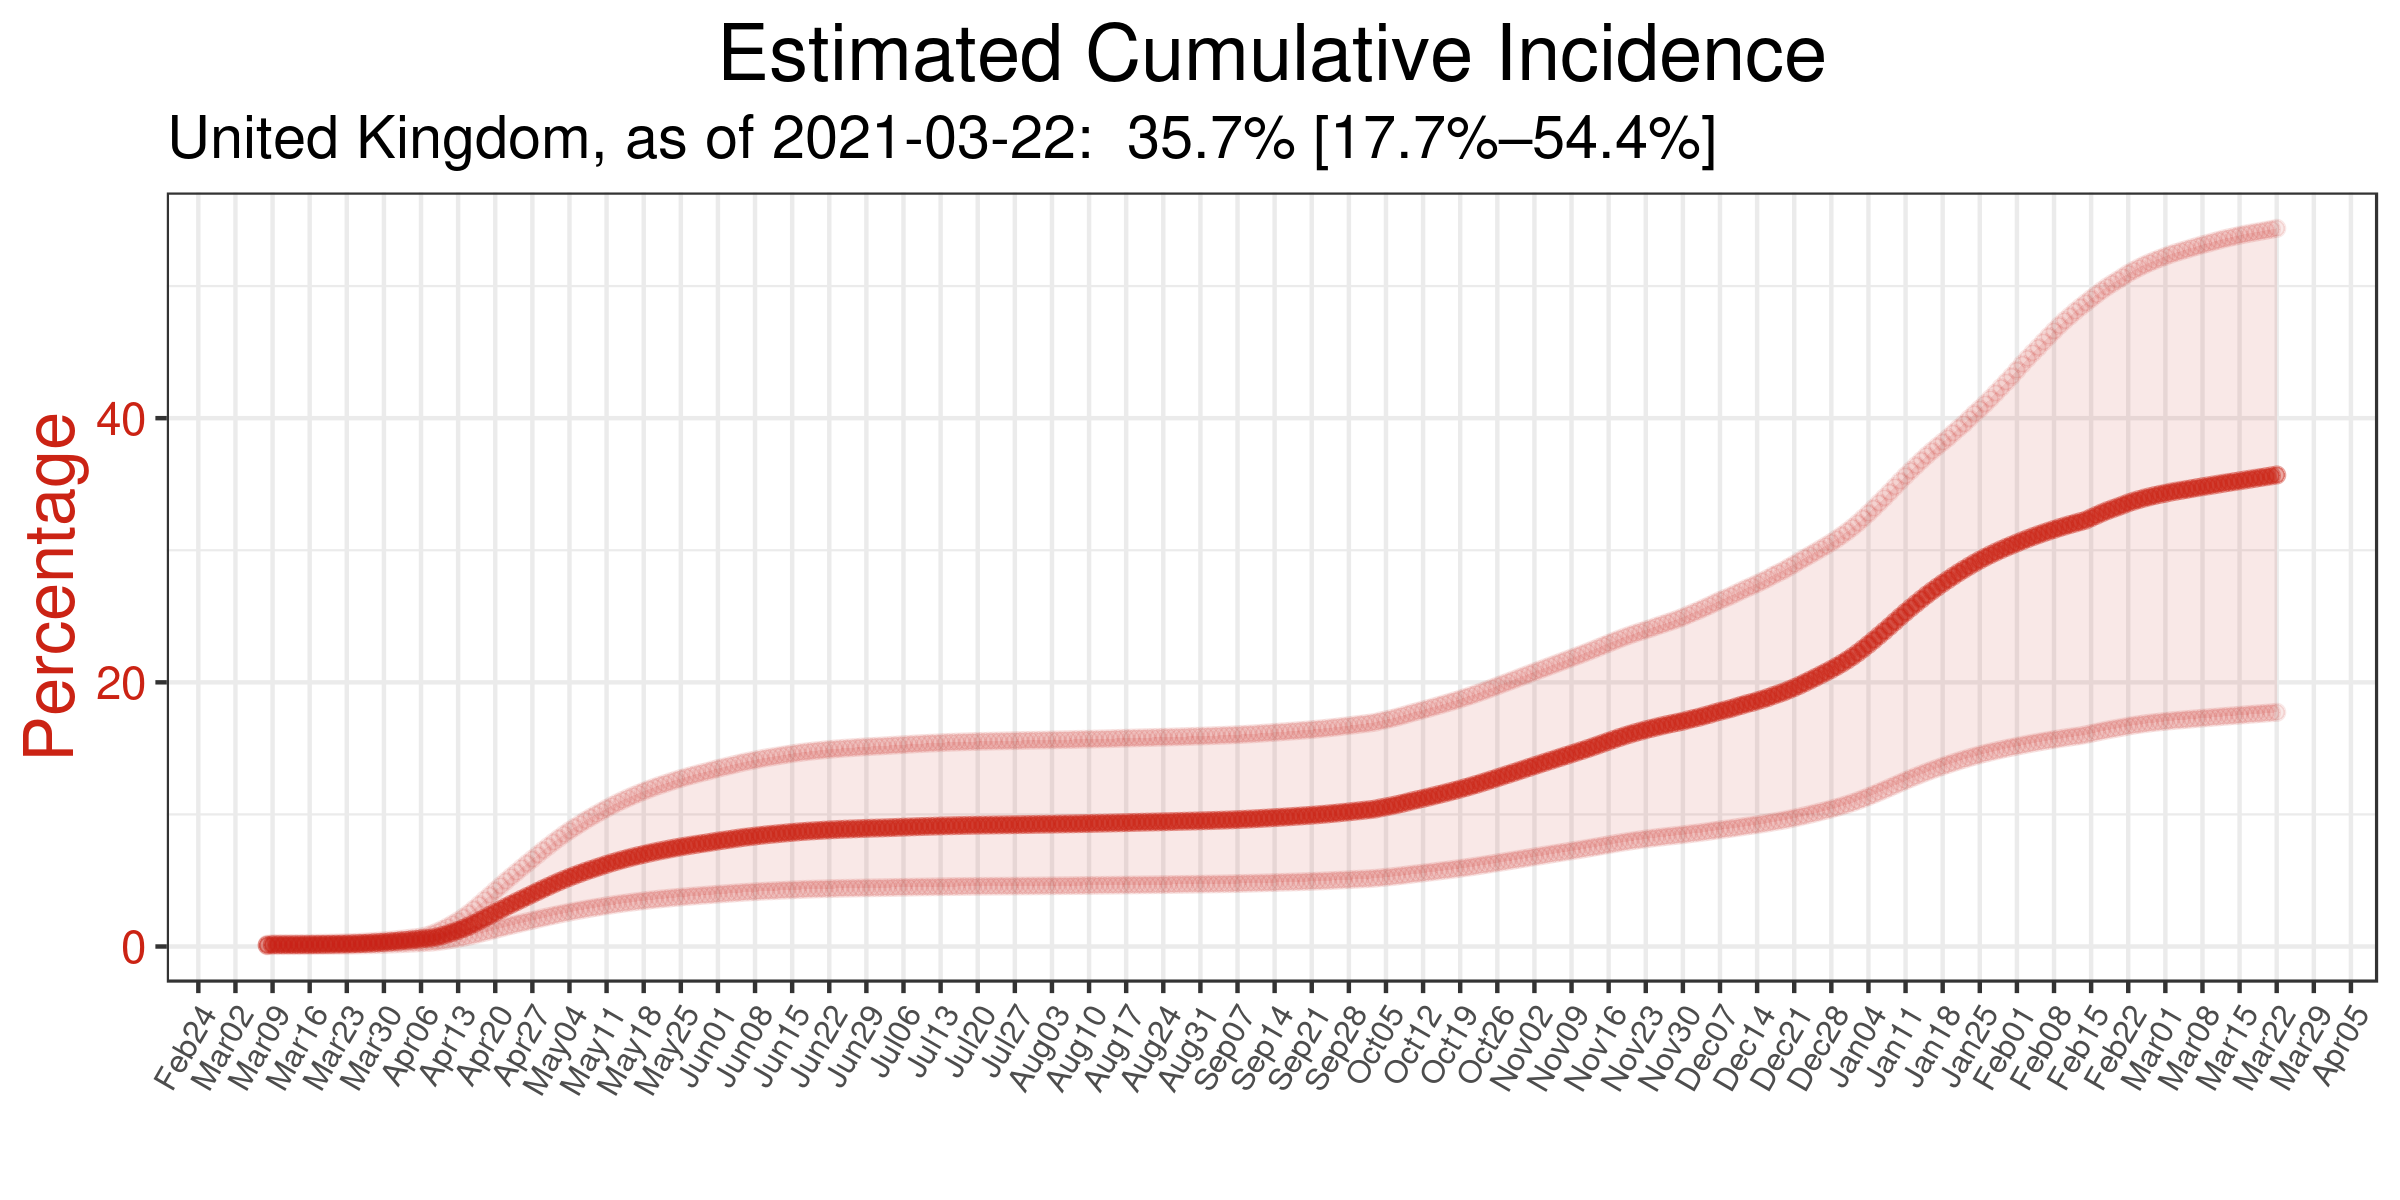 Estimated Cumulative Incidence
United Kingdom, as of 2021-03-22:  35.7% [17.7%–54.4%]
Percentage
40
20
0
Feb24
Mar02
Mar09
Mar16
Mar23
Mar30
Apr06
Apr13
Apr20
Apr27
May04
May11
May18
May25
Jun01
Jun08
Jun15
Jun22
Jun29
Jul06
Jul13
Jul20
Jul27
Aug03
Aug10
Aug17
Aug24
Aug31
Sep07
Sep14
Sep21
Sep28
Oct05
Oct12
Oct19
Oct26
Nov02
Nov09
Nov16
Nov23
Nov30
Dec07
Dec14
Dec21
Dec28
Jan04
Jan11
Jan18
Jan25
Feb01
Feb08
Feb15
Feb22
Mar01
Mar08
Mar15
Mar22
Mar29
Apr05